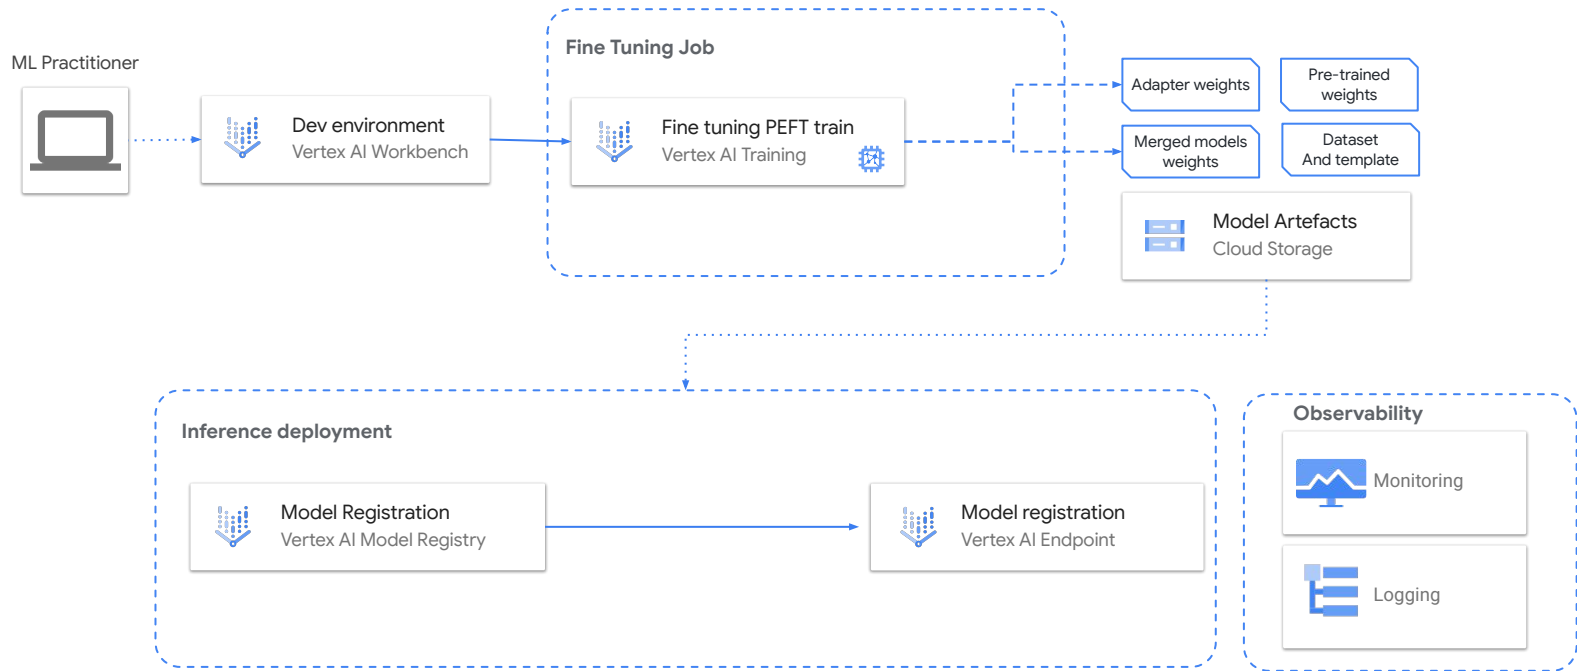 ML Practitioner
Dev environment
Vertex AI Workbench
Fine Tuning Job
Fine tuning PEFT train
Vertex AI Training
Adapter weights
Pre-trained
weights
Merged models
weights
Dataset
And template
Model Artefacts
Cloud Storage
Inference deployment
Model Registration
Vertex AI Model Registry
Model registration
Vertex AI Endpoint
Observability
Monitoring
Logging